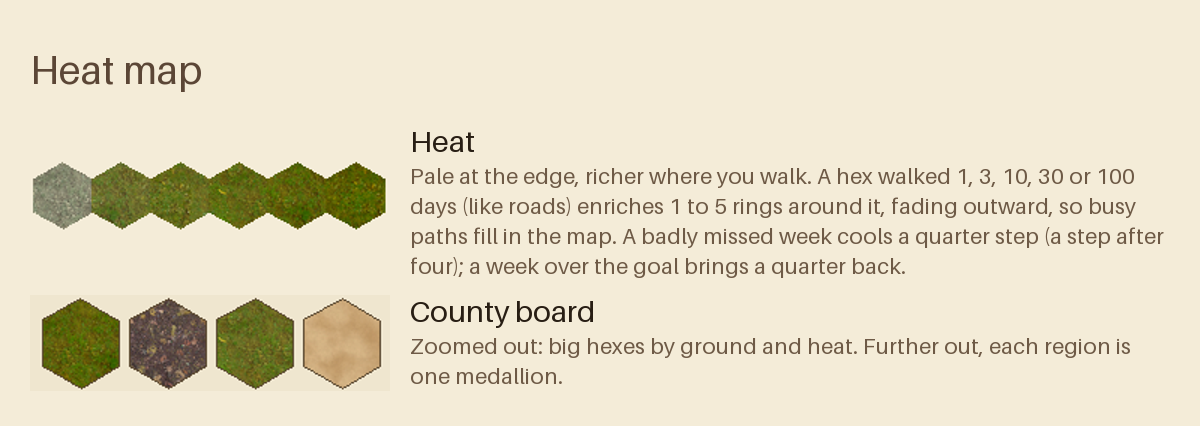 Heat map
Heat
Pale at the edge, richer where you walk. A hex walked 1, 3, 10, 30 or 100
days (like roads) enriches 1 to 5 rings around it, fading outward, so busy
paths fill in the map. A badly missed week cools a quarter step (a step after
four); a week over the goal brings a quarter back.
County board
Zoomed out: big hexes by ground and heat. Further out, each region is
one medallion.